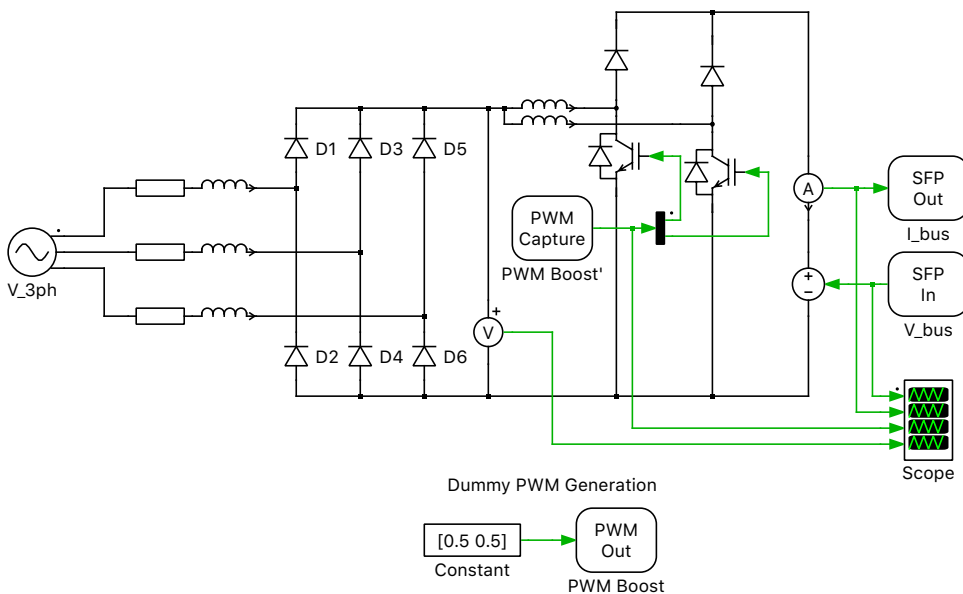 D1
D3
D5
V_3ph
D2
D4
D6
V
+
PWM
Capture
PWM Boost'
A
+
−
SFP
Out
I_bus
SFP
In
V_bus
Scope
Dummy PWM Generation
[0.5 0.5]
Constant
PWM
Out
PWM Boost